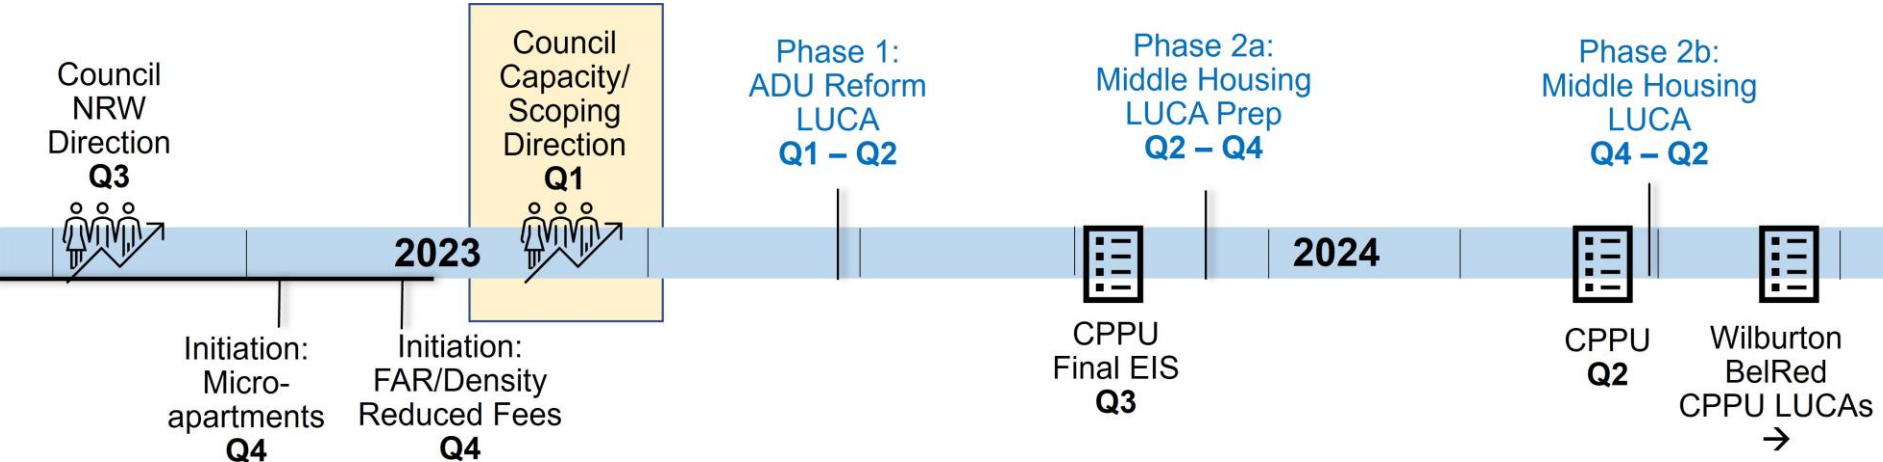 Council
NRW
Direction
Q3
Council
Capacity/
Scoping
Direction
Q1
Phase 1:
ADU Reform
LUCA
Q1 – Q2
Phase 2a:
Middle Housing
LUCA Prep
Q2 – Q4
Phase 2b:
Middle Housing
LUCA
Q4 – Q2
2023
2024
Initiation:
Micro-
apartments
Q4
Initiation:
FAR/Density
Reduced Fees
Q4
CPPU
Final EIS
Q3
CPPU
Q2
Wilburton
BelRed
CPPU LUCAs
→